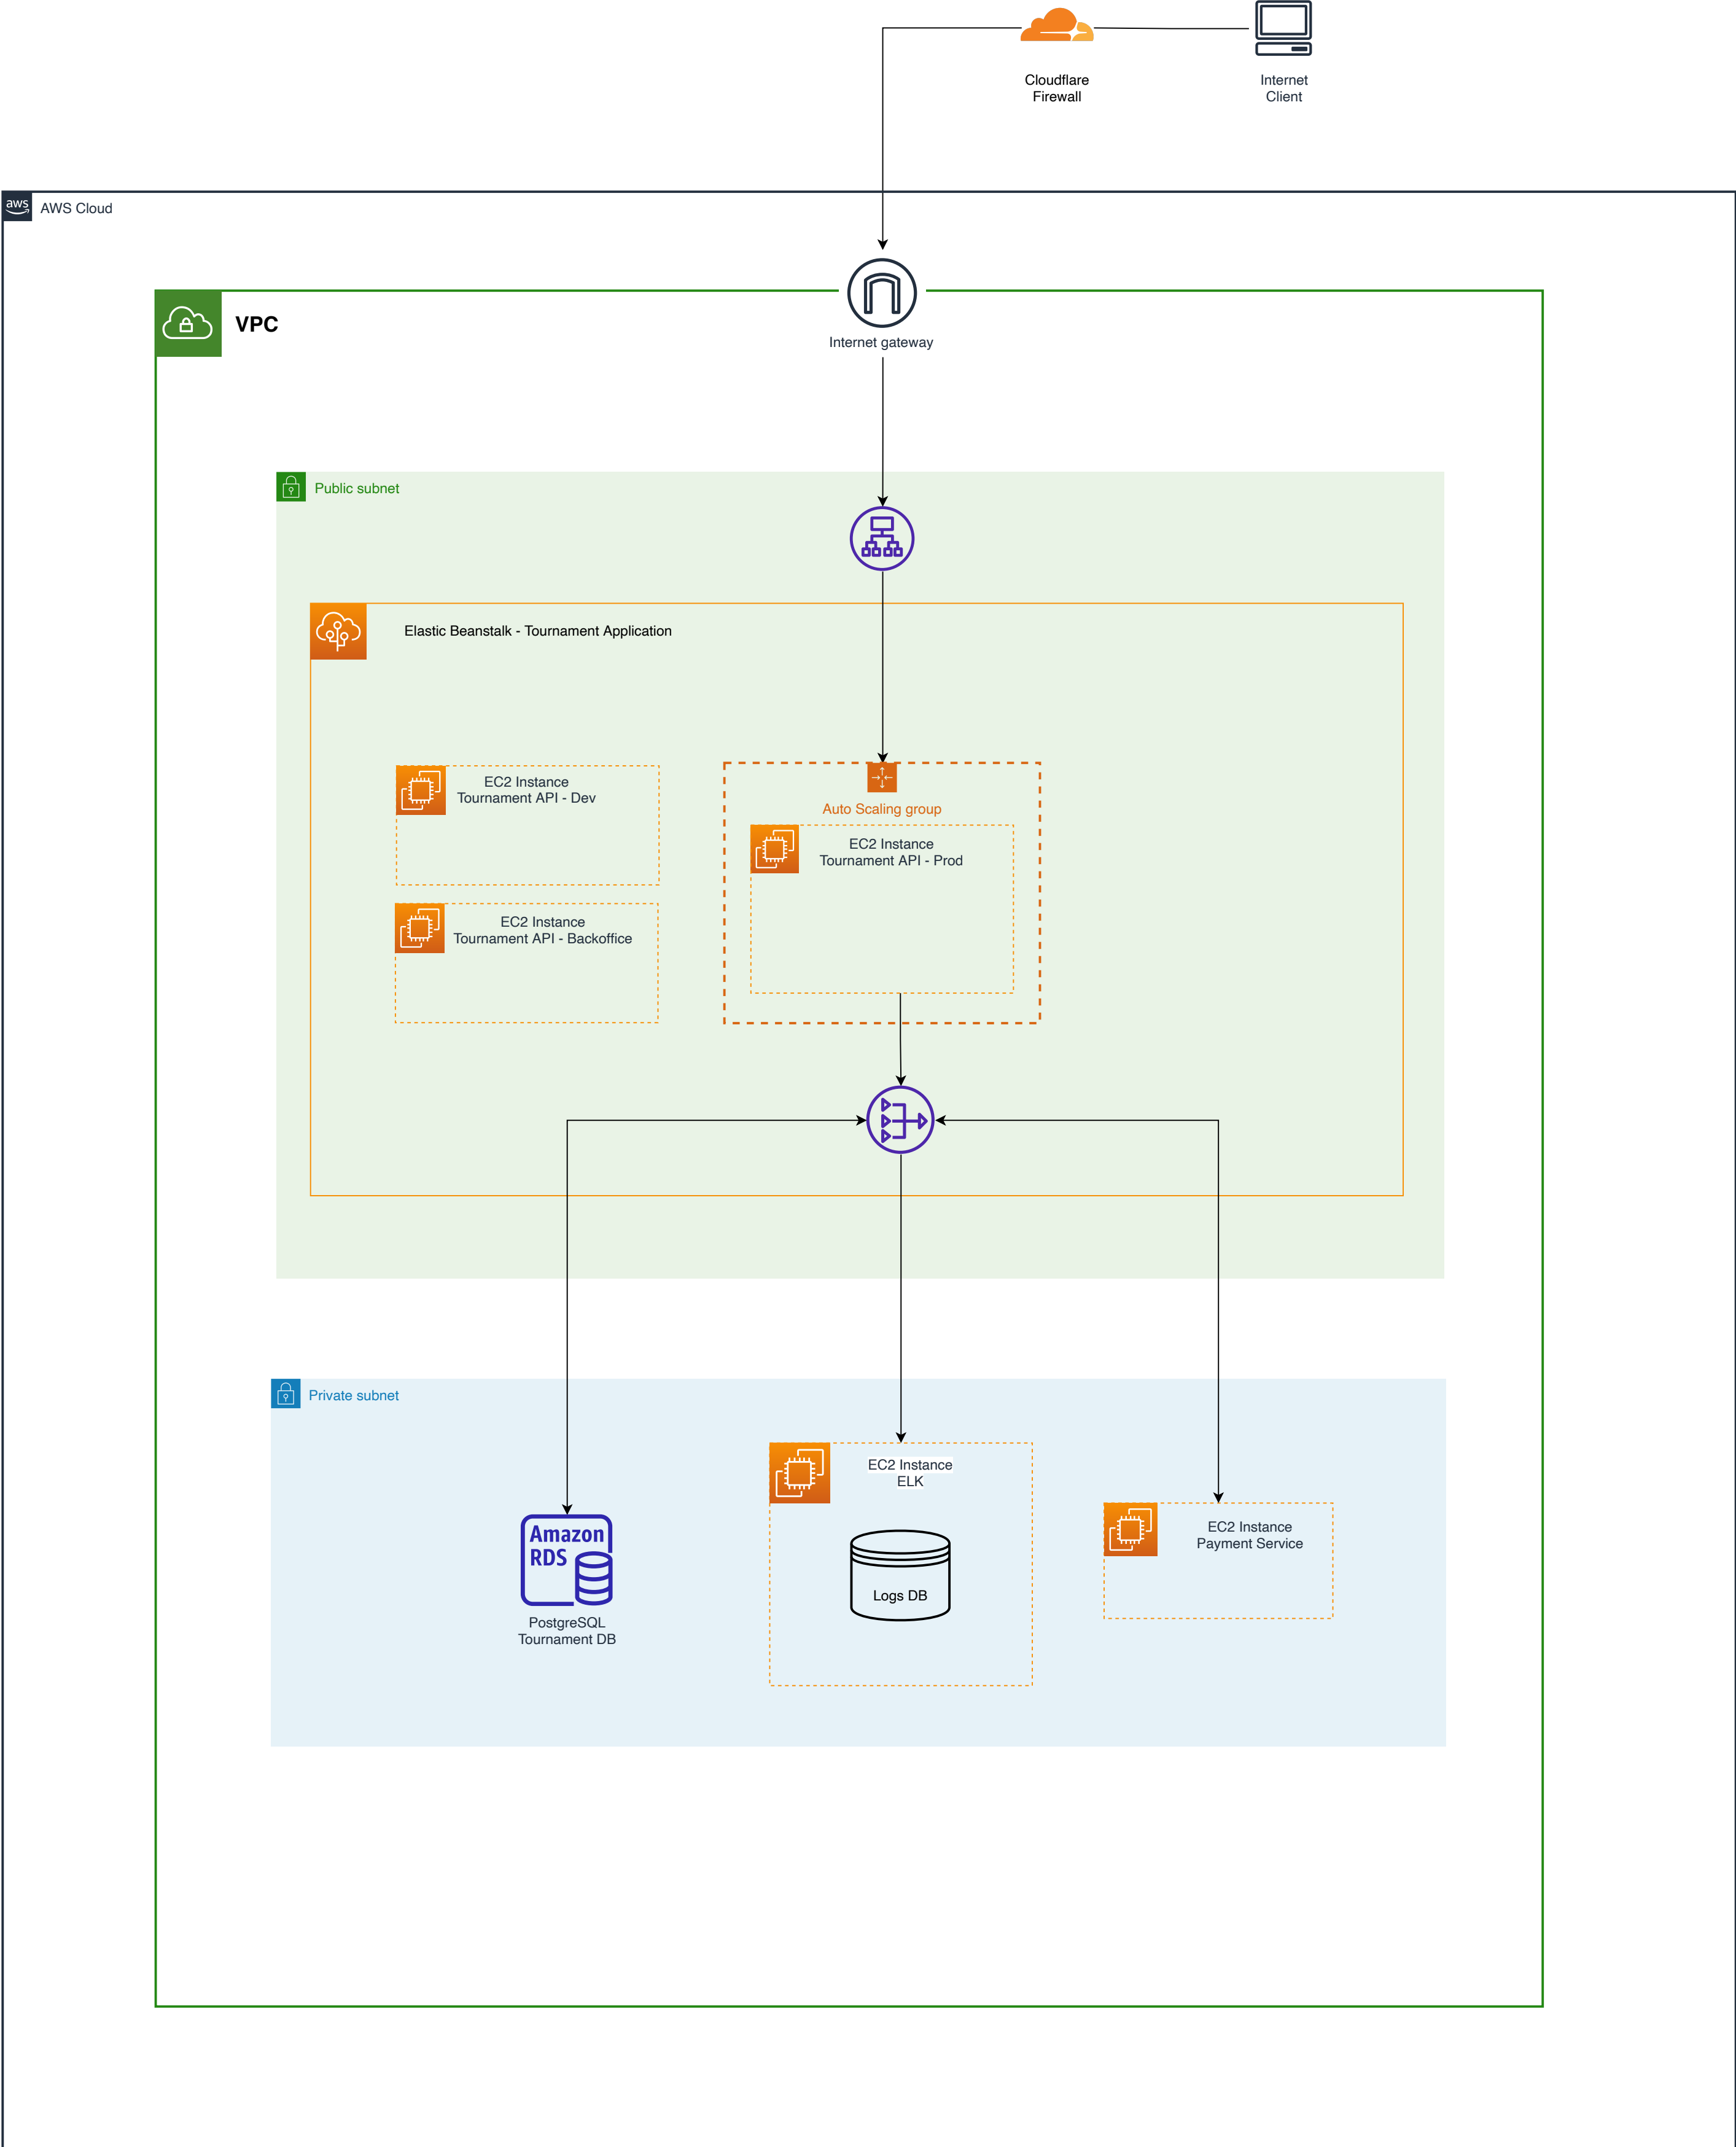 Cloudflare
Firewall
Internet
Client
aws
AWS Cloud
VPC
Internet gateway
Public subnet
Elastic Beanstalk - Tournament Application
EC2 Instance
Tournament API - Dev
Auto Scaling group
EC2 Instance
Tournament API - Prod
EC2 Instance
Tournament API - Backoffice
Private subnet
EC2 Instance
ELK
Logs DB
Amazon
RDS
PostgreSQL
Tournament DB
EC2 Instance
Payment Service